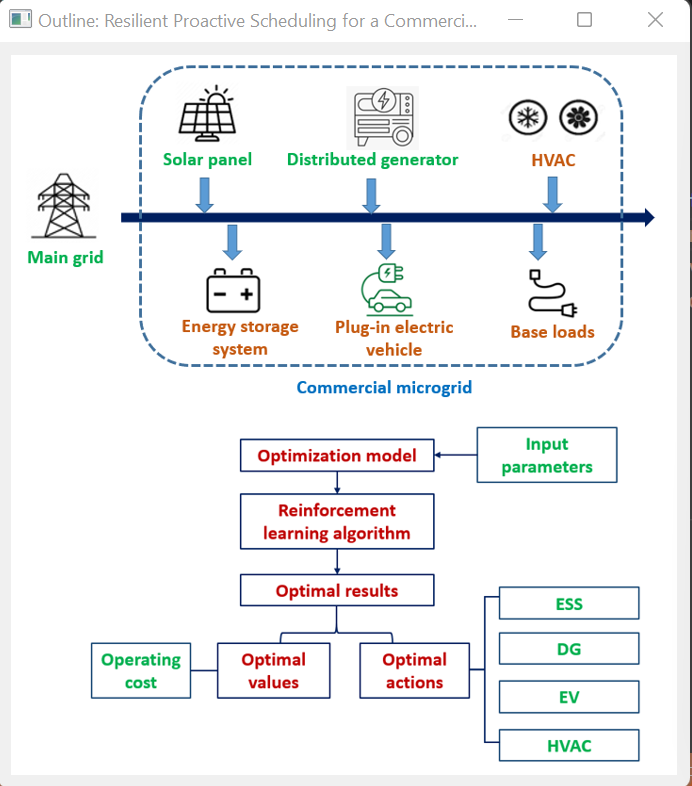 Outline: Resilient Proactive Scheduling for a Commerci...
Solar panel
Distributed generator
HVAC
Main grid
Energy storage
system
Plug-in electric
vehicle
Base loads
Commercial microgrid
Optimization model
Input
parameters
Reinforcement
learning algorithm
Optimal results
Operating
cost
Optimal
values
Optimal
actions
ESS
DG
EV
HVAC